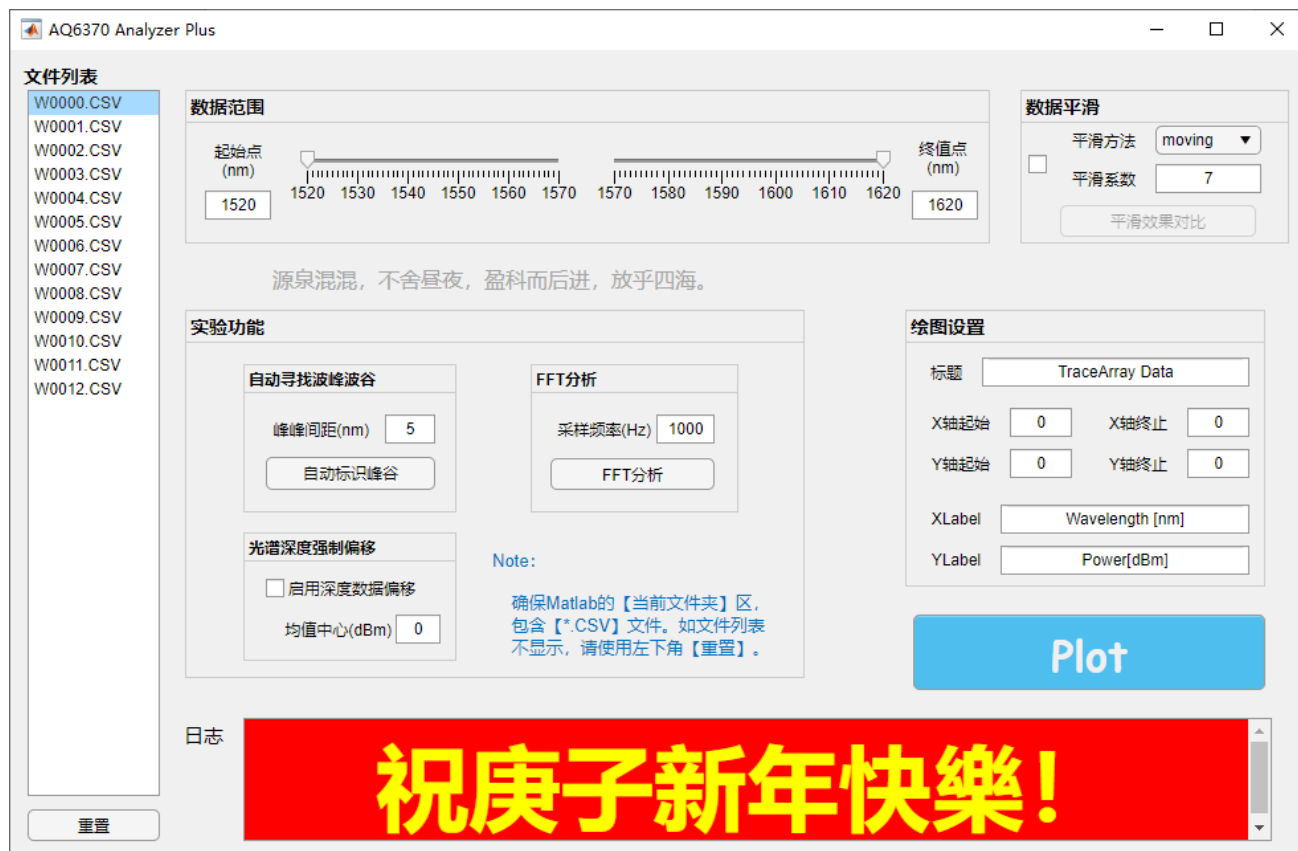 AQ6370 Analyzer Plus
文件列表
W0000.CSV
W0001.CSV
W0002.CSV
W0003.CSV
W0004.CSV
W0005.CSV
W0006.CSV
W0007.CSV
W0008.CSV
W0009.CSV
W0010.CSV
W0011.CSV
W0012.CSV
重置
数据范围
起始点
(nm)
1520
1520 1530 1540 1550 1560 1570
1570 1580 1590 1600 1610 1620
终值点
(nm)
1620
数据平滑
平滑方法 moving
平滑系数 7
平滑效果对比
源泉混混，不舍昼夜，盈科而后进，放乎四海。
实验功能
自动寻找波峰波谷
峰峰间距(nm) 5
自动标识峰谷
FFT分析
采样频率(Hz) 1000
FFT分析
光谱深度强制偏移
启用深度数据偏移
均值中心(dBm) 0
Note：
确保Matlab的【当前文件夹】区，
包含【*.CSV】文件。如文件列表
不显示，请使用左下角【重置】。
绘图设置
标题 TraceArray Data
X轴起始 0 X轴终止 0
Y轴起始 0 Y轴终止 0
XLabel Wavelength [nm]
YLabel Power[dBm]
Plot
日志
祝庚子新年快樂！